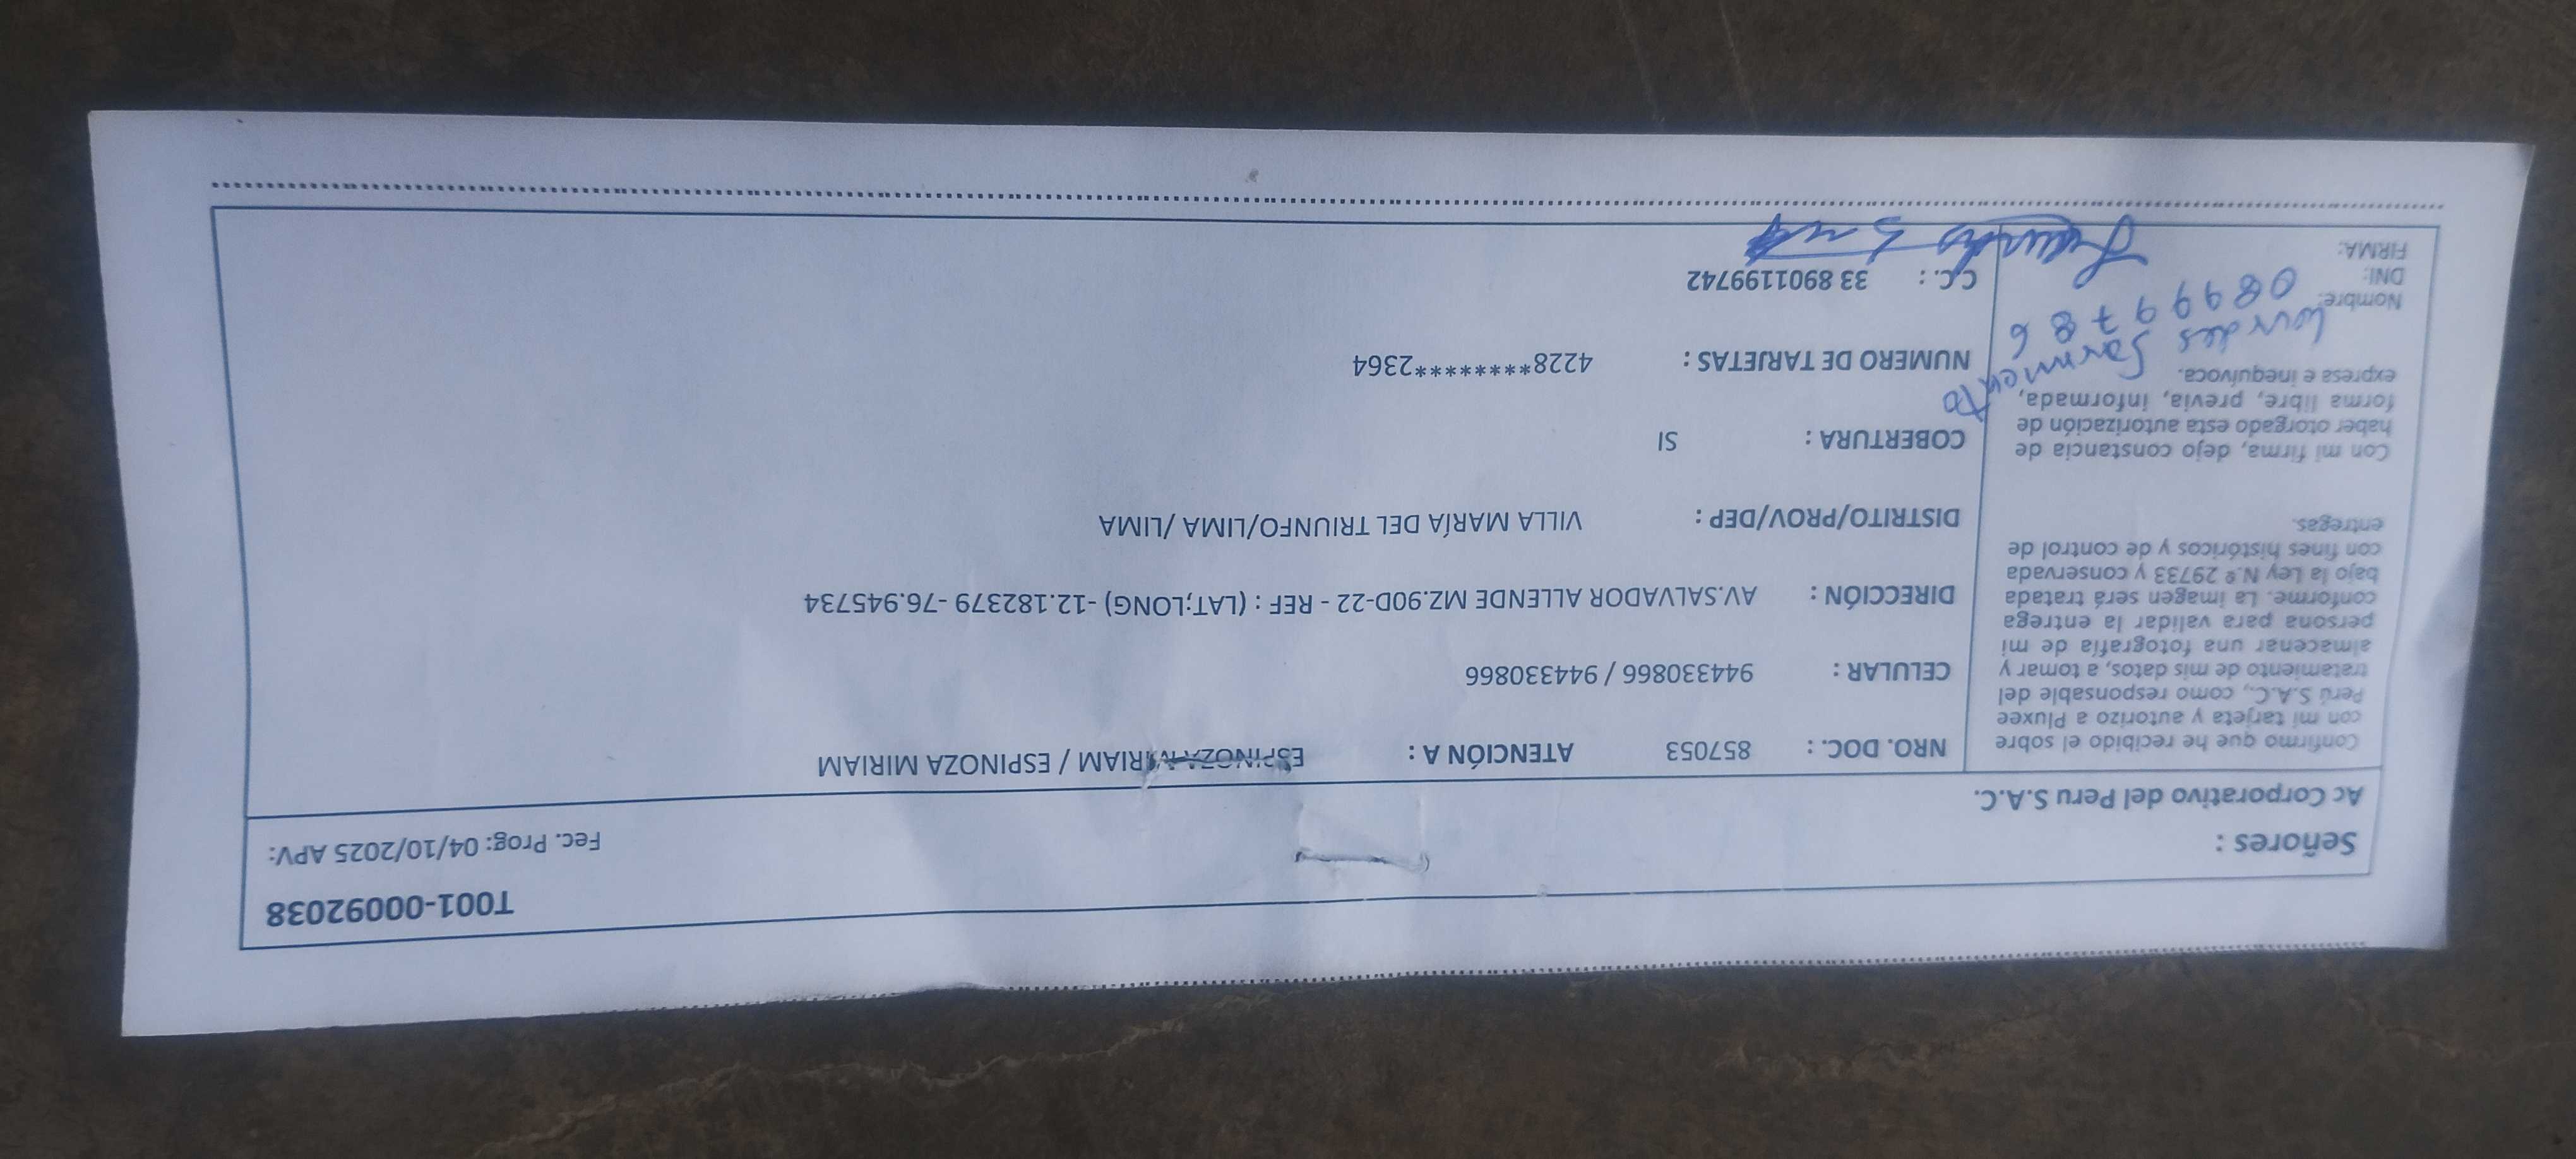 T001-00092038
Señores :
Fec. Prog: 04/10/2025 APV:
Ac Corporativo del Peru S.A.C.
Confirmo que he recibido el sobre
con mi tarjeta y autorizo a Pluxee
Perú S.A.C., como responsable del
tratamiento de mis datos, a tomar y
almacenar una fotografía de mi
persona para validar la entrega
conforme. La imagen será tratada
bajo la Ley N.º 29733 y conservada
con fines históricos y de control de
entregas.
Con mi firma, dejo constancia de
haber otorgado esta autorización de
forma libre, previa, informada,
expresa e inequívoca.
Nombre: Lourdes Sarmiento
DNI: 08999786
FIRMA:
NRO. DOC. : 857053 ATENCIÓN A : ESPINOZA MIRIAM / ESPINOZA MIRIAM
CELULAR : 944330866 / 944330866
DIRECCIÓN : AV.SALVADOR ALLENDE MZ.90D-22 - REF : (LAT;LONG) -12.182379 -76.945734
DISTRITO/PROV/DEP : VILLA MARÍA DEL TRIUNFO/LIMA /LIMA
COBERTURA : SI
NUMERO DE TARJETAS : 4228*********2364
C.C. : 33 8901199742